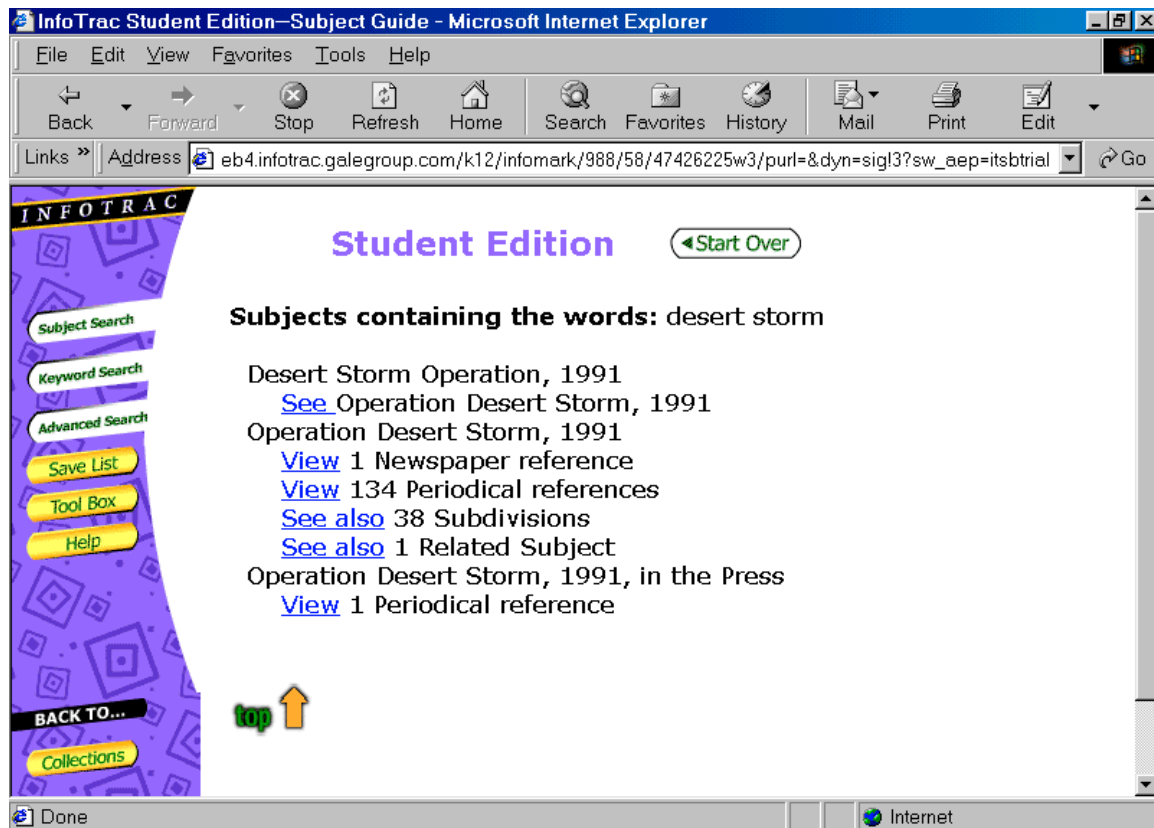 InfoTrac Student Edition—Subject Guide - Microsoft Internet Explorer
File Edit View Favorites Tools Help
Back Forward Stop Refresh Home Search Favorites History Mail Print Edit
Links » Address eb4.infotrac.galegroup.com/k12/infomark/988/58/47426225w3/purl=&dyn=sig!3?sw_aep=itsbtrial Go
INFOTRAC
Student Edition Start Over
Subject Search
Keyword Search
Advanced Search
Save List
Tool Box
Help
Subjects containing the words: desert storm
Desert Storm Operation, 1991
See Operation Desert Storm, 1991
Operation Desert Storm, 1991
View 1 Newspaper reference
View 134 Periodical references
See also 38 Subdivisions
See also 1 Related Subject
Operation Desert Storm, 1991, in the Press
View 1 Periodical reference
top
BACK TO...
Collections
Done Internet